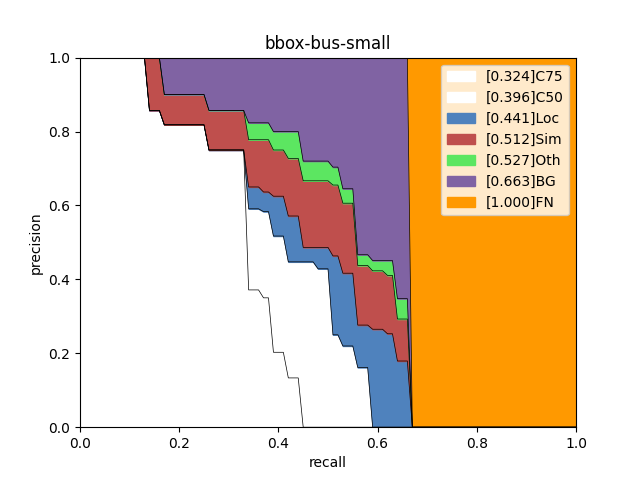 bbox-bus-small
precision
1.0
0.8
0.6
0.4
0.2
0.0
[0.324]C75
[0.396]C50
[0.441]Loc
[0.512]Sim
[0.527]Oth
[0.663]BG
[1.000]FN
0.0 0.2 0.4 0.6 0.8 1.0
recall